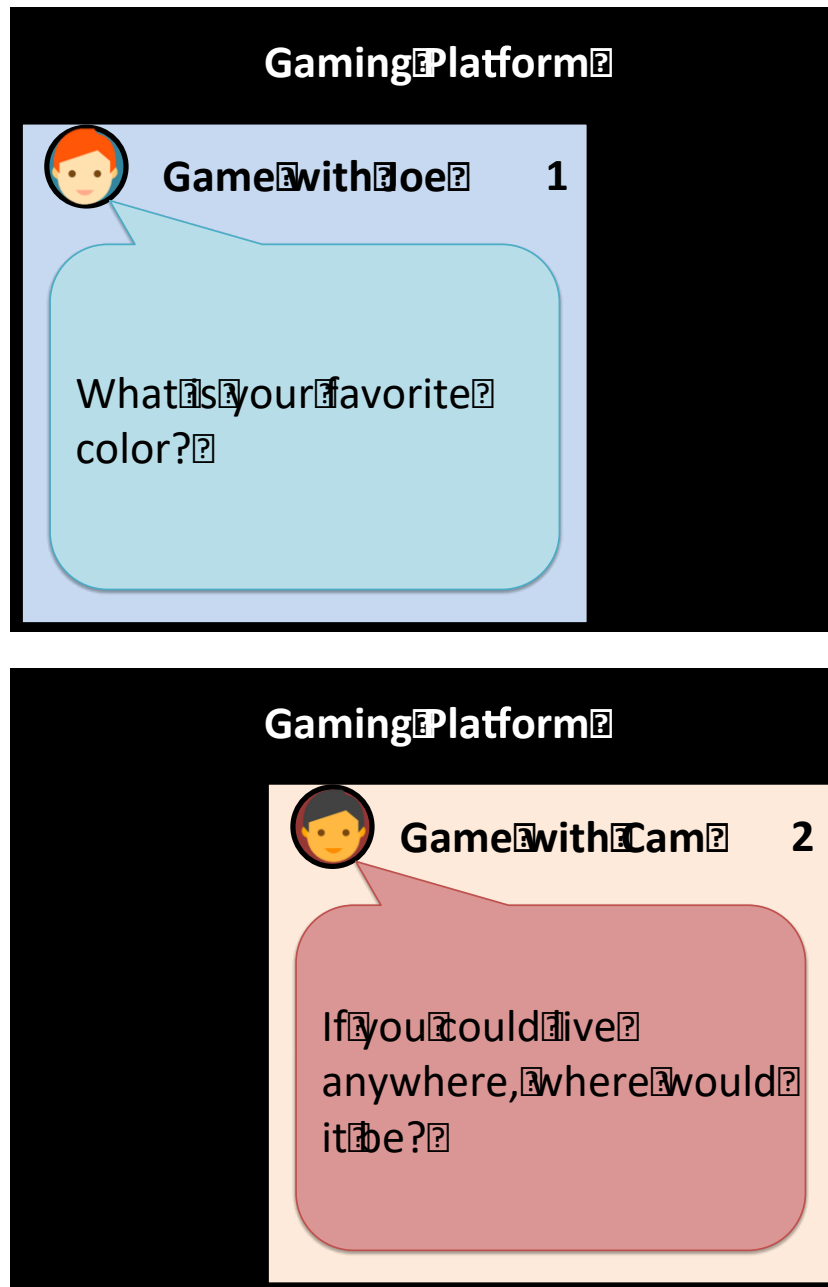 Gaming Platform
Game with Joe 1
What is your favorite
color?
Gaming Platform
Game with Cam 2
If you could live
anywhere, where would
it be?